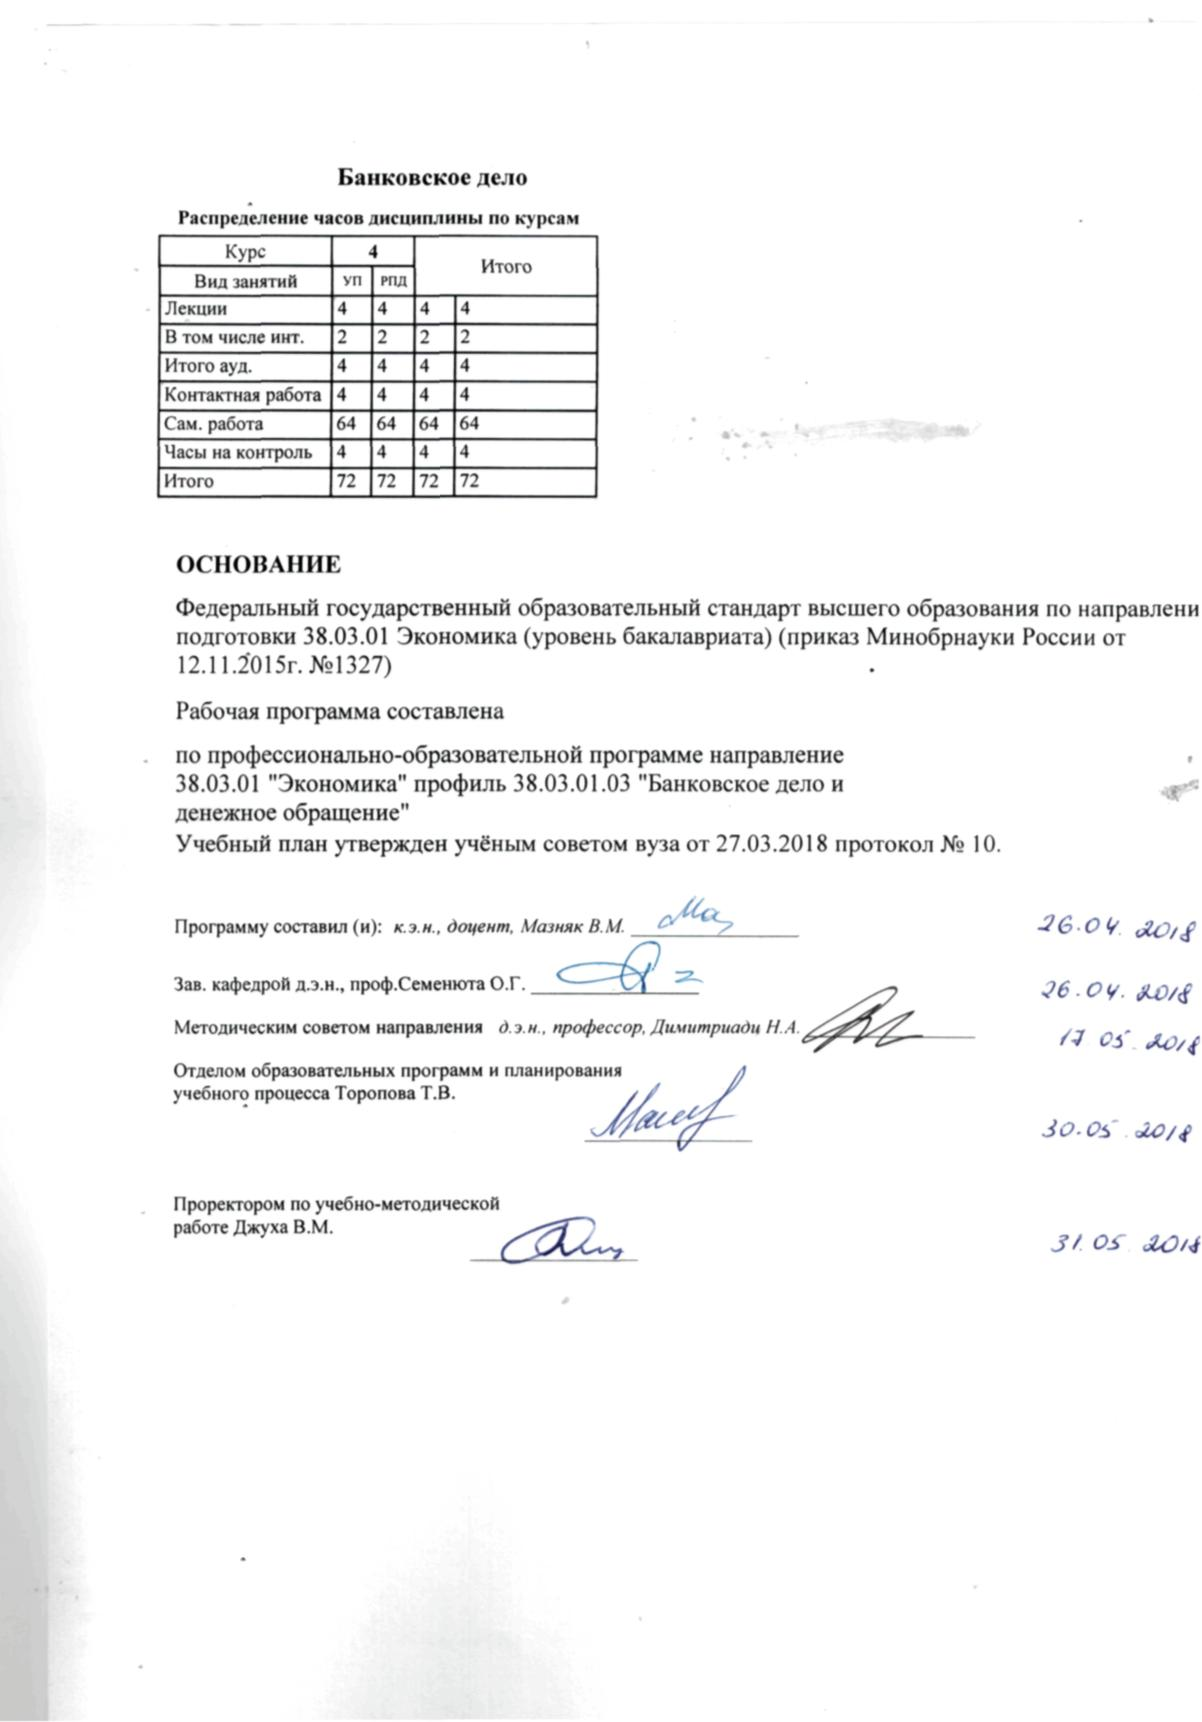 Банковское дело
Распределение часов дисциплины по курсам
Курс 4 Итого
Вид занятий УП РПД
Лекции 4 4 4 4
В том числе инт. 2 2 2 2
Итого ауд. 4 4 4 4
Контактная работа 4 4 4 4
Сам. работа 64 64 64 64
Часы на контроль 4 4 4 4
Итого 72 72 72 72
ОСНОВАНИЕ
Федеральный государственный образовательный стандарт высшего образования по направлени
подготовки 38.03.01 Экономика (уровень бакалавриата) (приказ Минобрнауки России от
12.11.2015г. №1327)
Рабочая программа составлена
по профессионально-образовательной программе направление
38.03.01 "Экономика" профиль 38.03.01.03 "Банковское дело и
денежное обращение"
Учебный план утвержден учёным советом вуза от 27.03.2018 протокол № 10.
Программу составил (и): к.э.н., доцент, Мазняк В.М. 26.04.2018
Зав. кафедрой д.э.н., проф.Семенюта О.Г. 26.04.2018
Методическим советом направления д.э.н., профессор, Димитриади Н.А. 17 05.2018
Отделом образовательных программ и планирования
учебного процесса Торопова Т.В.
30.05.2018
Проректором по учебно-методической
работе Джуха В.М.
31.05.2018